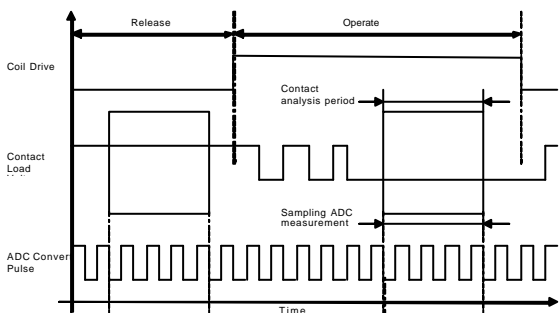 Release
Operate
Coil Drive
Contact
analysis period
Contact
Load
Sampling ADC
measurement
ADC Conver
Pulse
Time